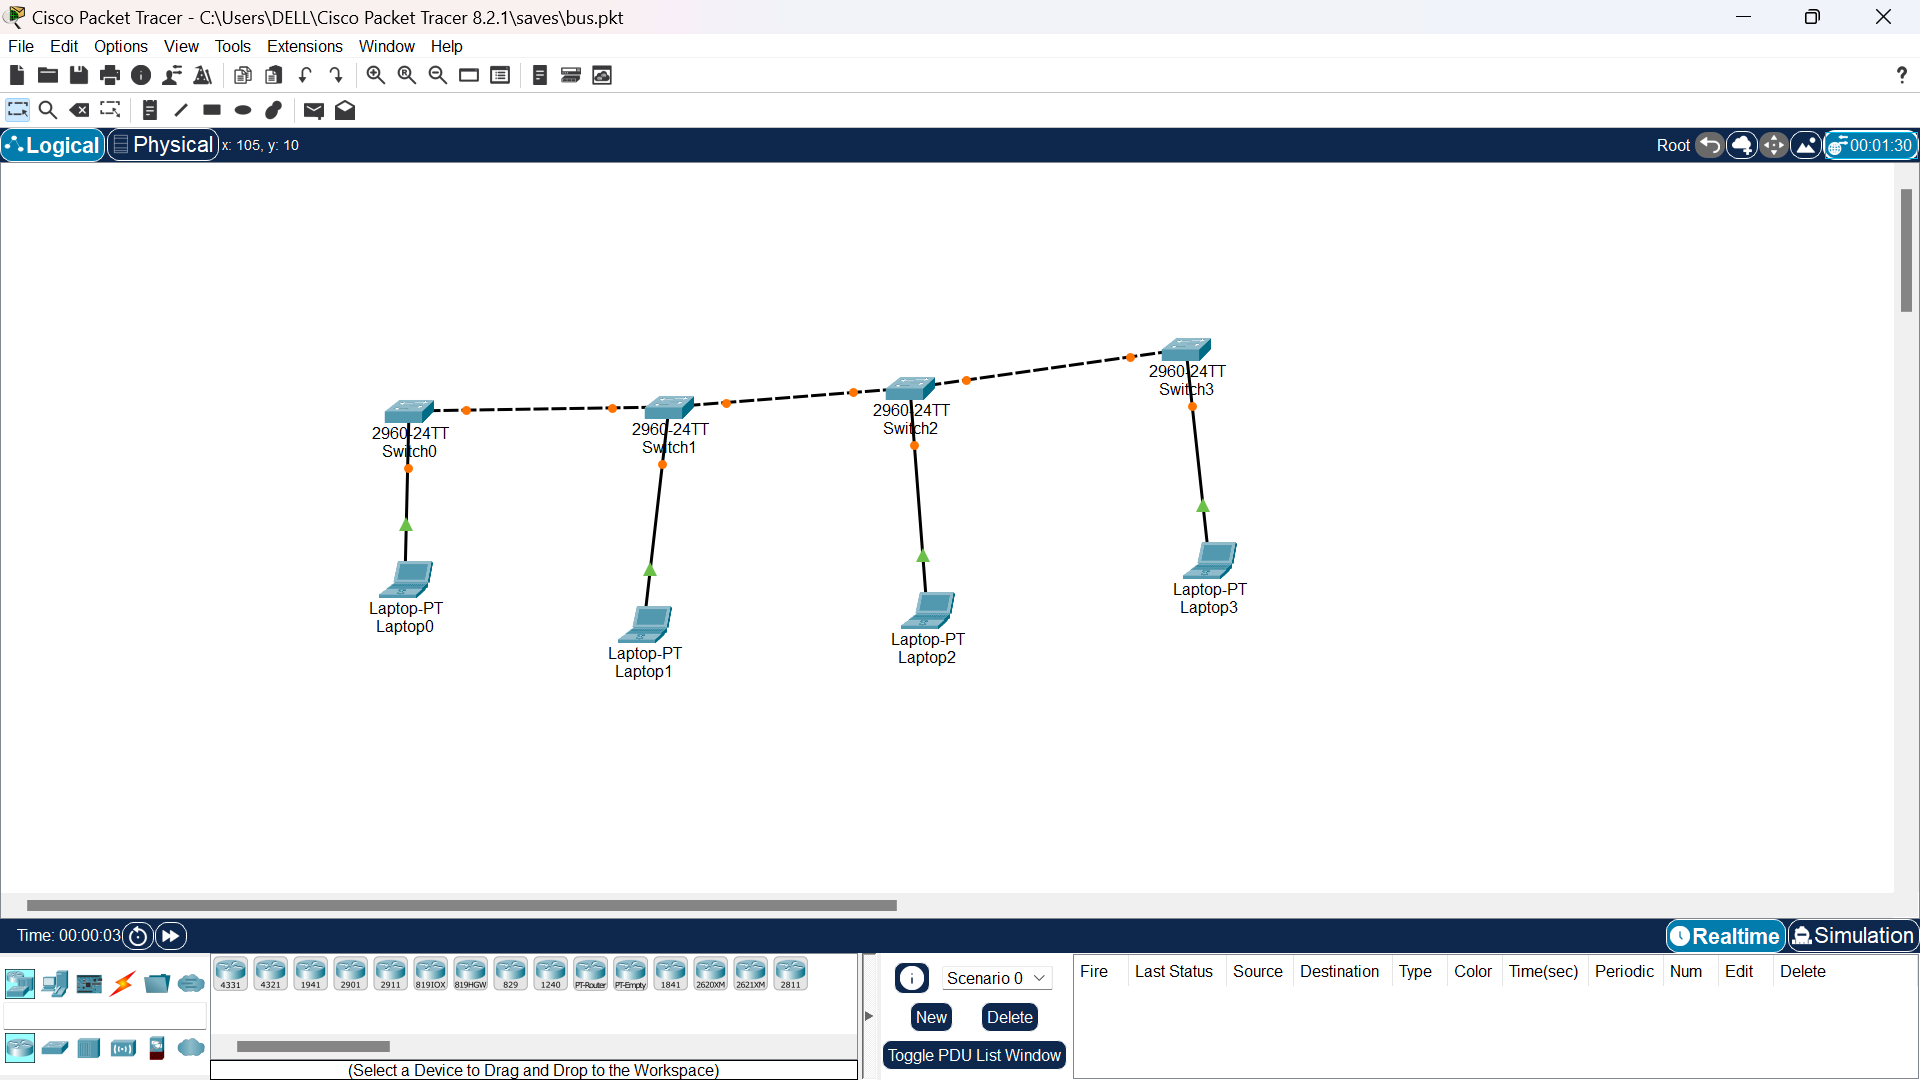 Cisco Packet Tracer - C:\Users\DELL\Cisco Packet Tracer 8.2.1\saves\bus.pkt
File Edit Options View Tools Extensions Window Help
?
Logical Physical x: 105, y: 10 Root 00:01:30
2960-24TT
Switch3
2960-24TT
Switch2
2960-24TT
Switch1
2960-24TT
Switch0
Laptop-PT
Laptop3
Laptop-PT
Laptop0
Laptop-PT
Laptop2
Laptop-PT
Laptop1
Time: 00:00:03 Realtime Simulation
4331 4321 1941 2901 2911 819IOX 819HGW 829 1240 PT-Router PT-Empty 1841 2620XM 2621XM 2811
Scenario 0
New Delete
Toggle PDU List Window
Fire Last Status Source Destination Type Color Time(sec) Periodic Num Edit Delete
(Select a Device to Drag and Drop to the Workspace)